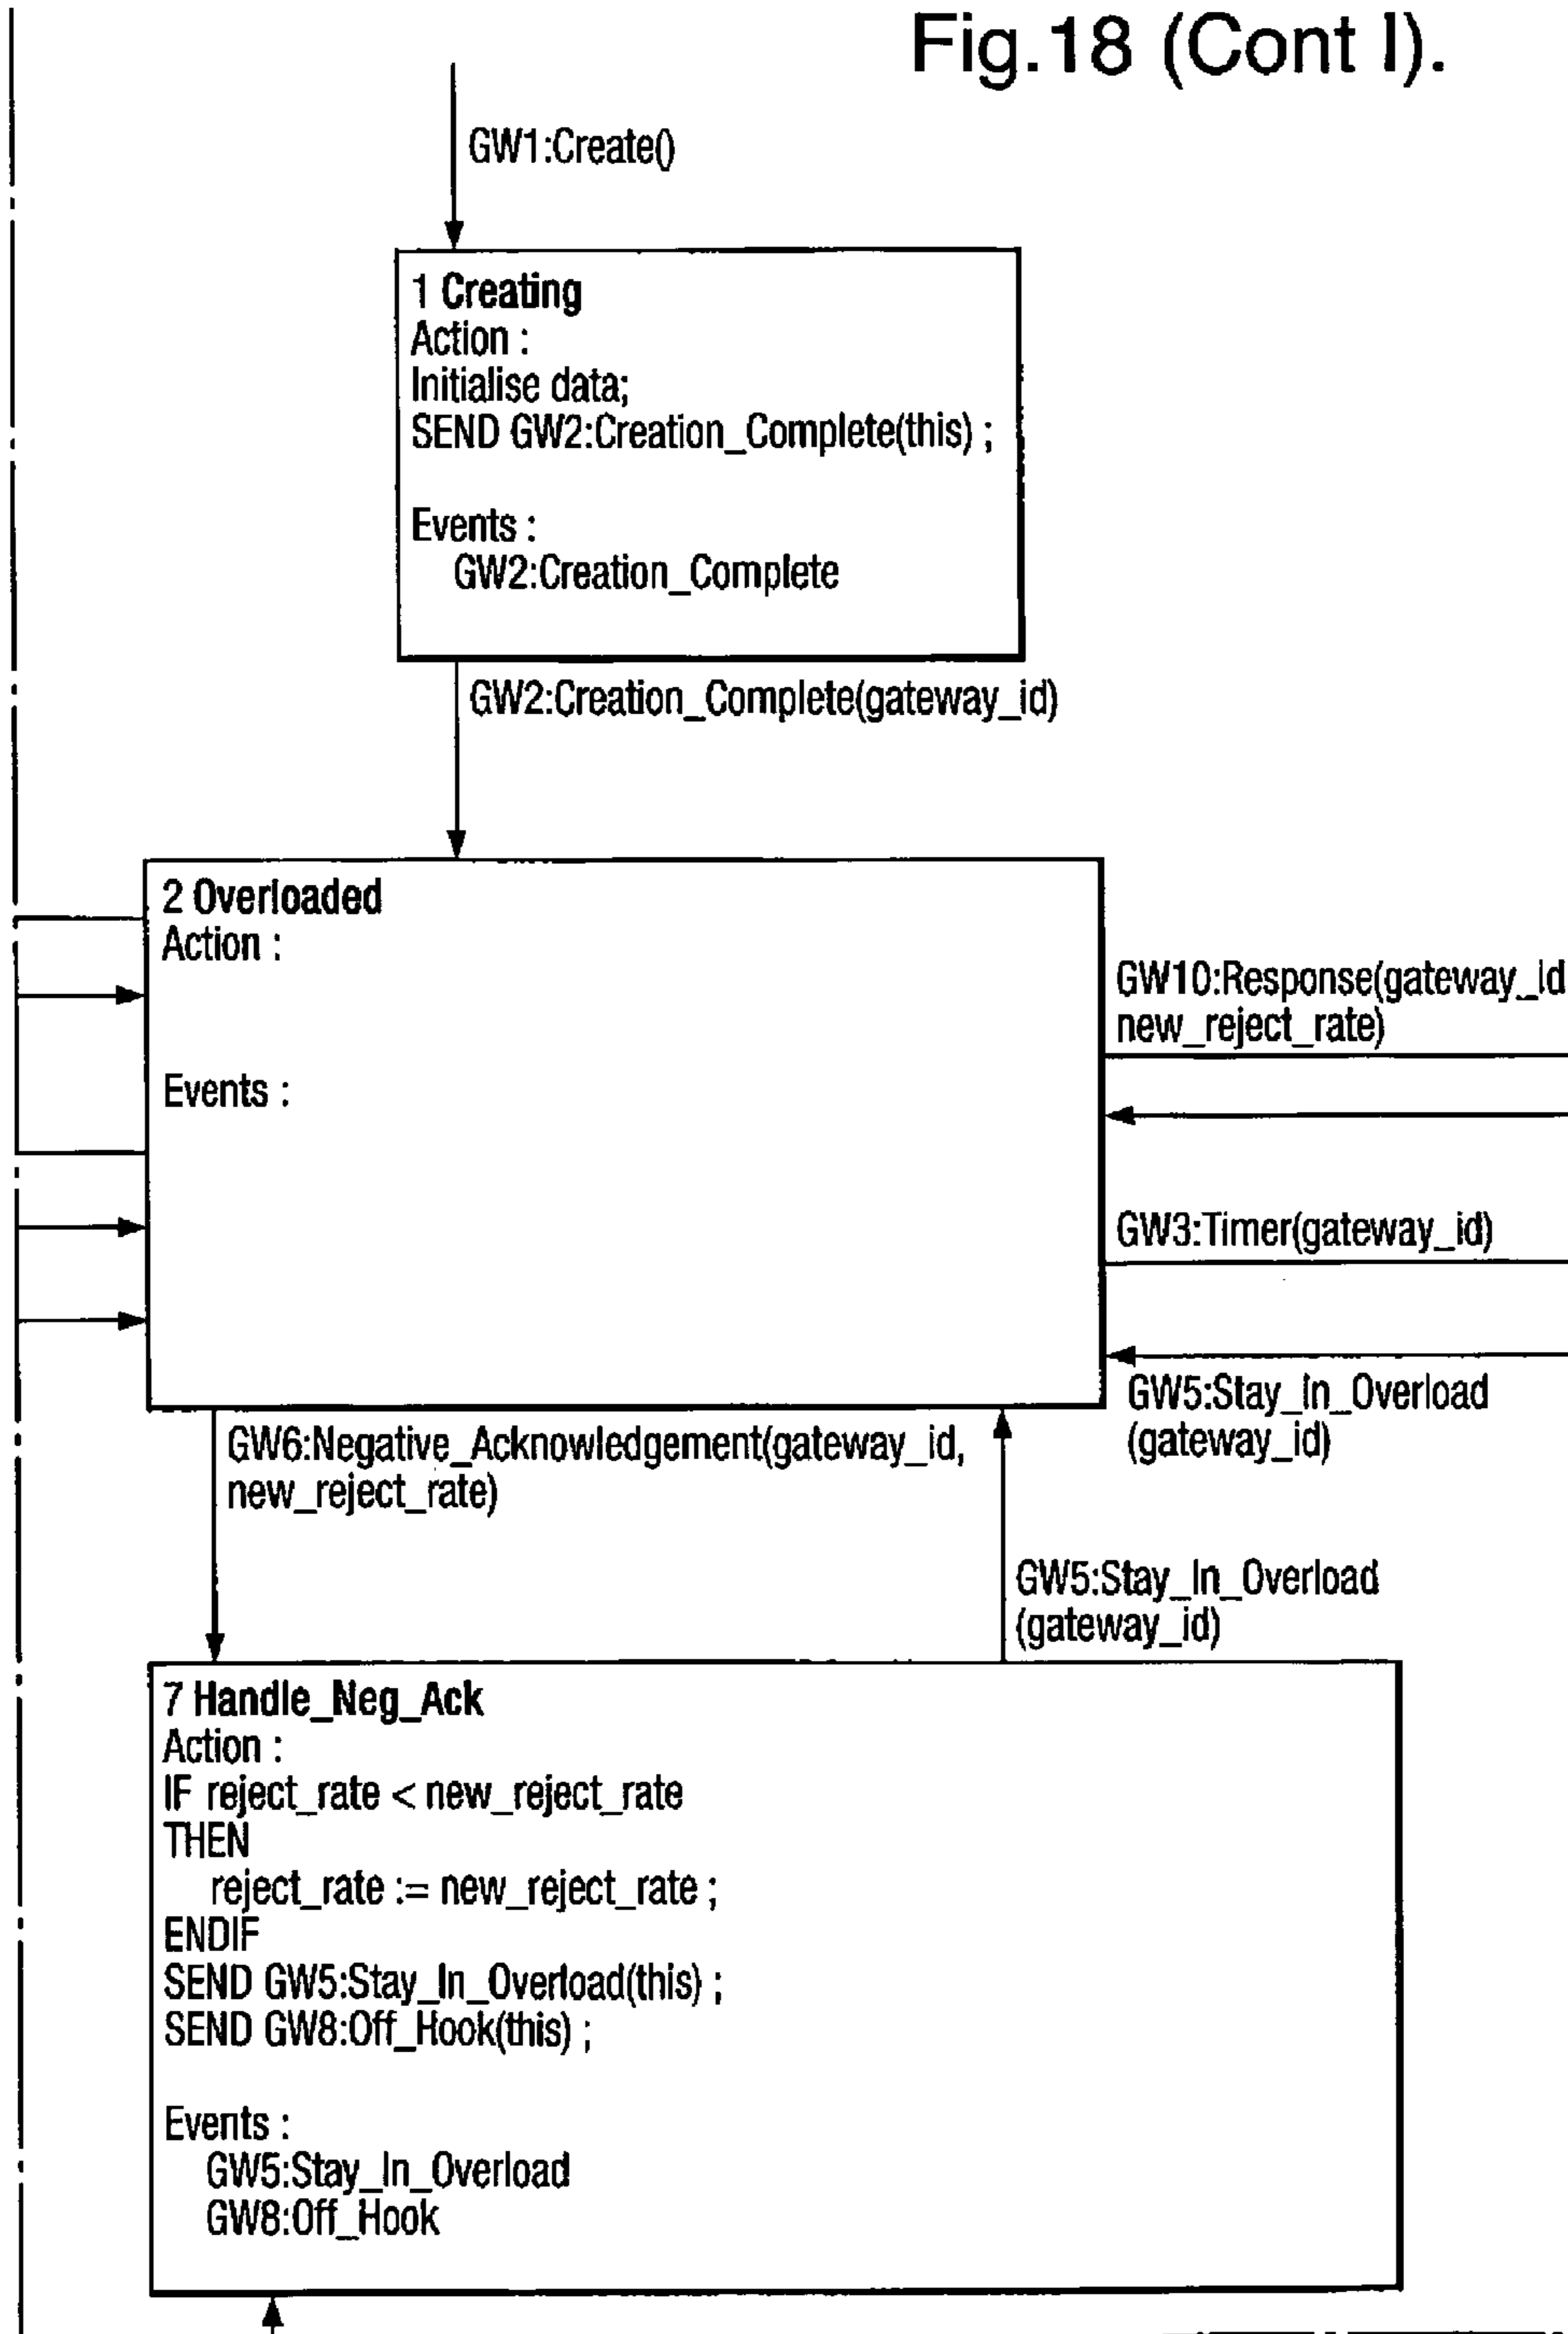 Fig.18 (Cont I).
GW1:Create()
1 Creating
Action :
Initialise data;
SEND GW2:Creation_Complete(this) ;
Events :
GW2:Creation_Complete
GW2:Creation_Complete(gateway_id)
2 Overloaded
Action :
Events :
GW10:Response(gateway_id
new_reject_rate)
GW3:Timer(gateway_id)
GW5:Stay_In_Overload
(gateway_id)
GW6:Negative_Acknowledgement(gateway_id,
new_reject_rate)
GW5:Stay_In_Overload
(gateway_id)
7 Handle_Neg_Ack
Action :
IF reject_rate < new_reject_rate
THEN
reject_rate := new_reject_rate ;
ENDIF
SEND GW5:Stay_In_Overload(this) ;
SEND GW8:Off_Hook(this) ;
Events :
GW5:Stay_In_Overload
GW8:Off_Hook